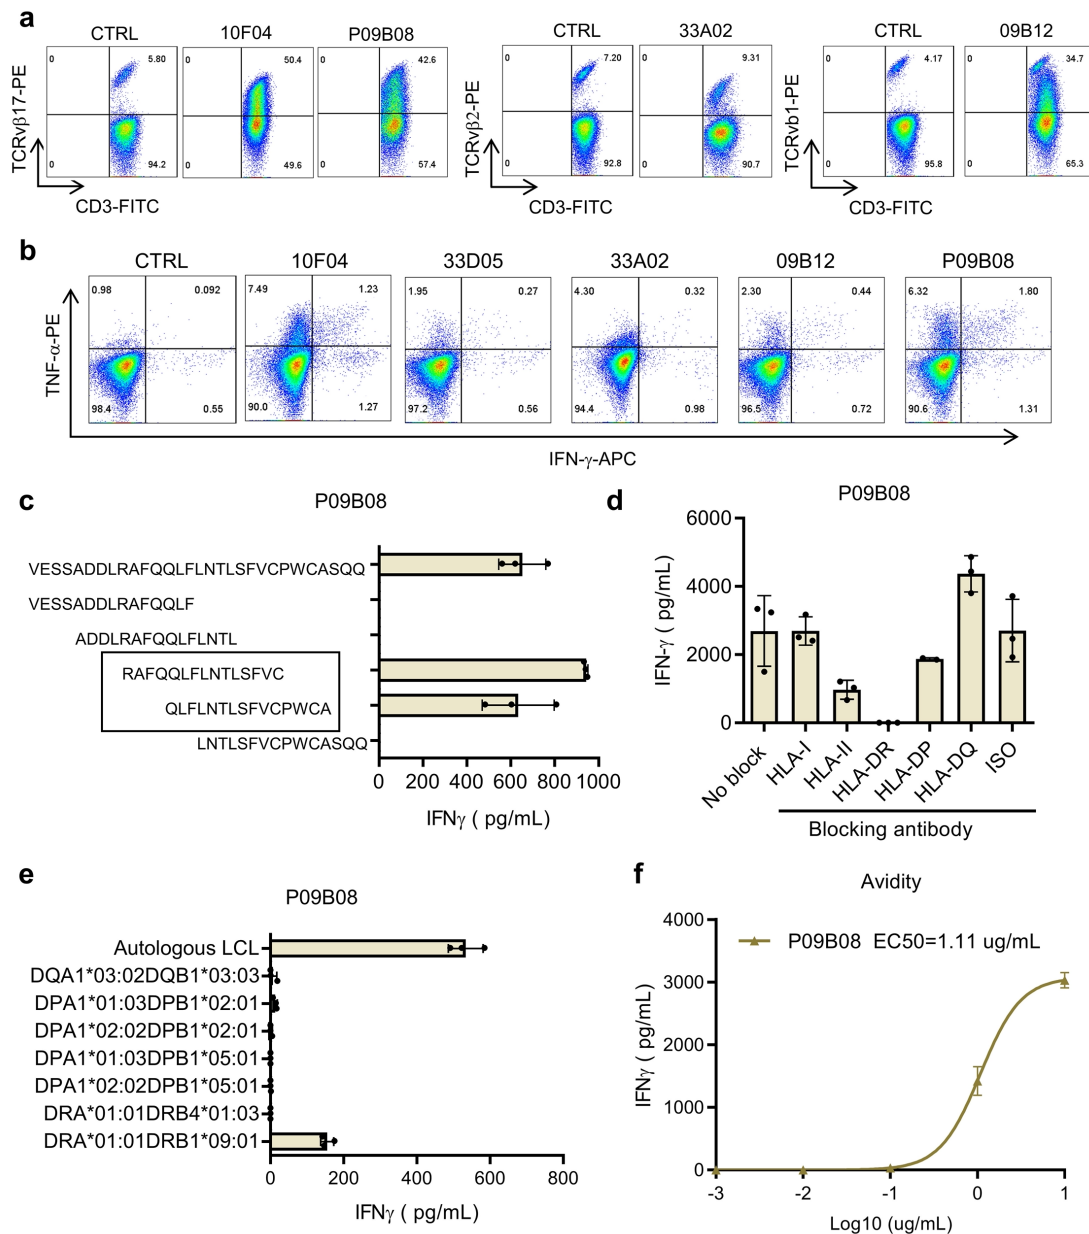 a
CTRL
10F04
P09B08
CTRL
33A02
CTRL
09B12
TCRvβ17-PE
0
5.80
0
94.2
0
50.4
0
49.6
0
42.6
0
57.4
CD3-FITC
TCRvβ2-PE
0
7.20
0
92.8
0
9.31
0
90.7
CD3-FITC
TCRvb1-PE
0
4.17
0
95.8
0
34.7
0
65.3
CD3-FITC
CD3-FITC
b
CTRL
10F04
33D05
33A02
09B12
P09B08
TNF-α-PE
0.98
0.092
98.4
0.55
7.49
1.23
90.0
1.27
1.95
0.27
97.2
0.56
4.30
0.32
94.4
0.98
2.30
0.44
96.5
0.72
6.32
1.80
90.6
1.31
IFN-γ-APC
c
P09B08
VESSADDLRAFQQLFLNTLSFVCPWCASQQ
VESSADDLRAFQQLF
ADDLRAFQQLFLNTL
RAFQQLFLNTLSFVC
QLFLNTLSFVCPWCA
LNTLSFVCPWCASQQ
0 200 400 600 800 1000
IFNγ ( pg/mL)
d
P09B08
IFN-γ ( pg/mL)
6000
4000
2000
0
No block
HLA-I
HLA-II
HLA-DR
HLA-DP
HLA-DQ
ISO
Blocking antibody
e
P09B08
Autologous LCL
DQA1*03:02DQB1*03:03
DPA1*01:03DPB1*02:01
DPA1*02:02DPB1*02:01
DPA1*01:03DPB1*05:01
DPA1*02:02DPB1*05:01
DRA*01:01DRB4*01:03
DRA*01:01DRB1*09:01
0 200 400 600 800
IFNγ ( pg/mL)
f
Avidity
P09B08 EC50=1.11 ug/mL
IFNγ ( pg/mL)
4000
3000
2000
1000
0
-3 -2 -1 0 1
Log10 (ug/mL)